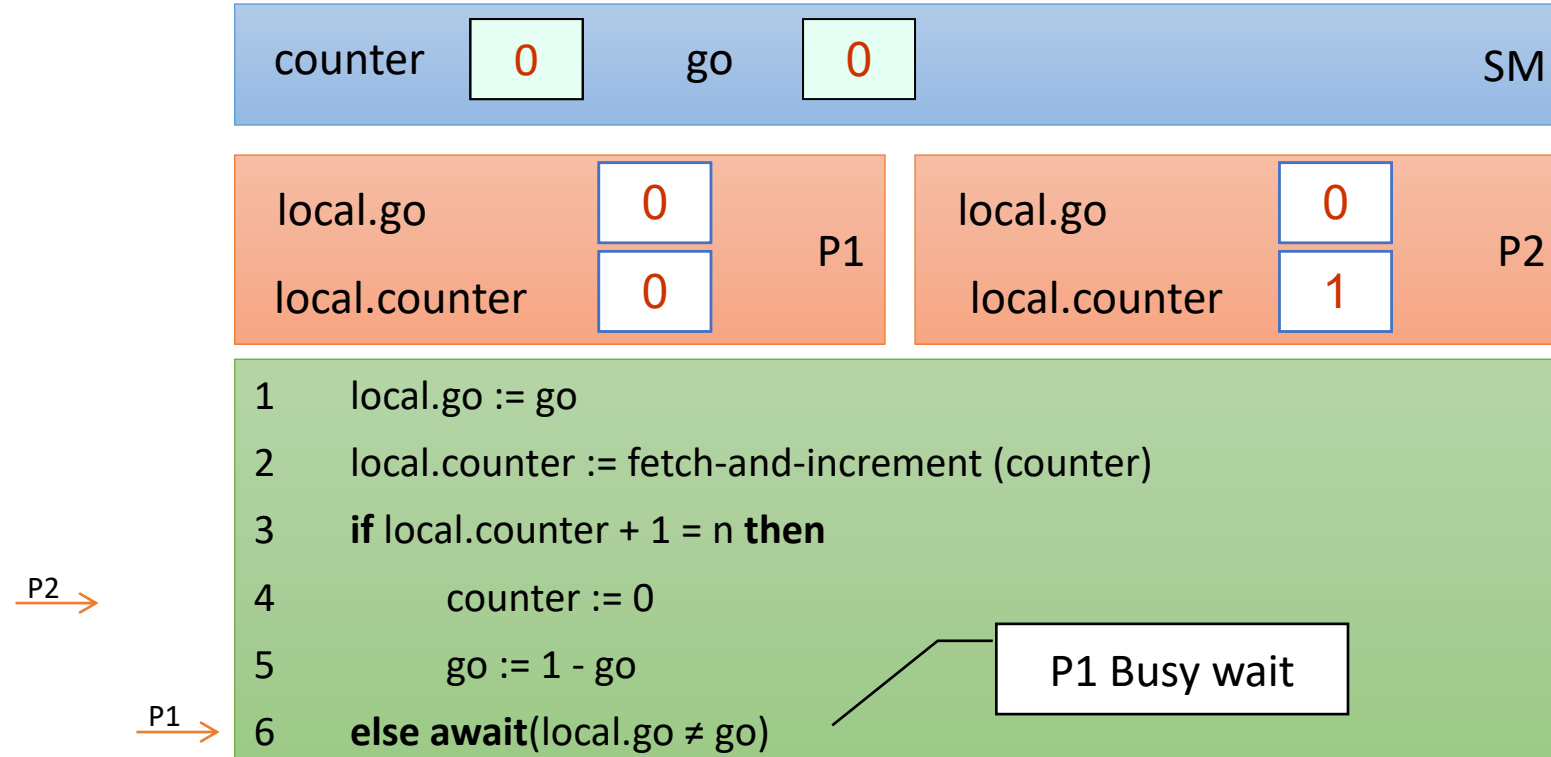 counter 0 go 0 SM
local.go 0 local.go 0
P1 P2
local.counter 0 local.counter 1
1 local.go := go
2 local.counter := fetch-and-increment (counter)
3 if local.counter + 1 = n then
P2 4 counter := 0
5 go := 1 - go
P1 Busy wait
P1 6 else await(local.go ≠ go)